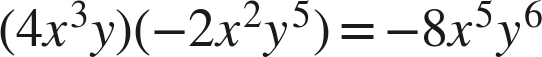 (4x³y)(−2x²y⁵) = −8x⁵y⁶